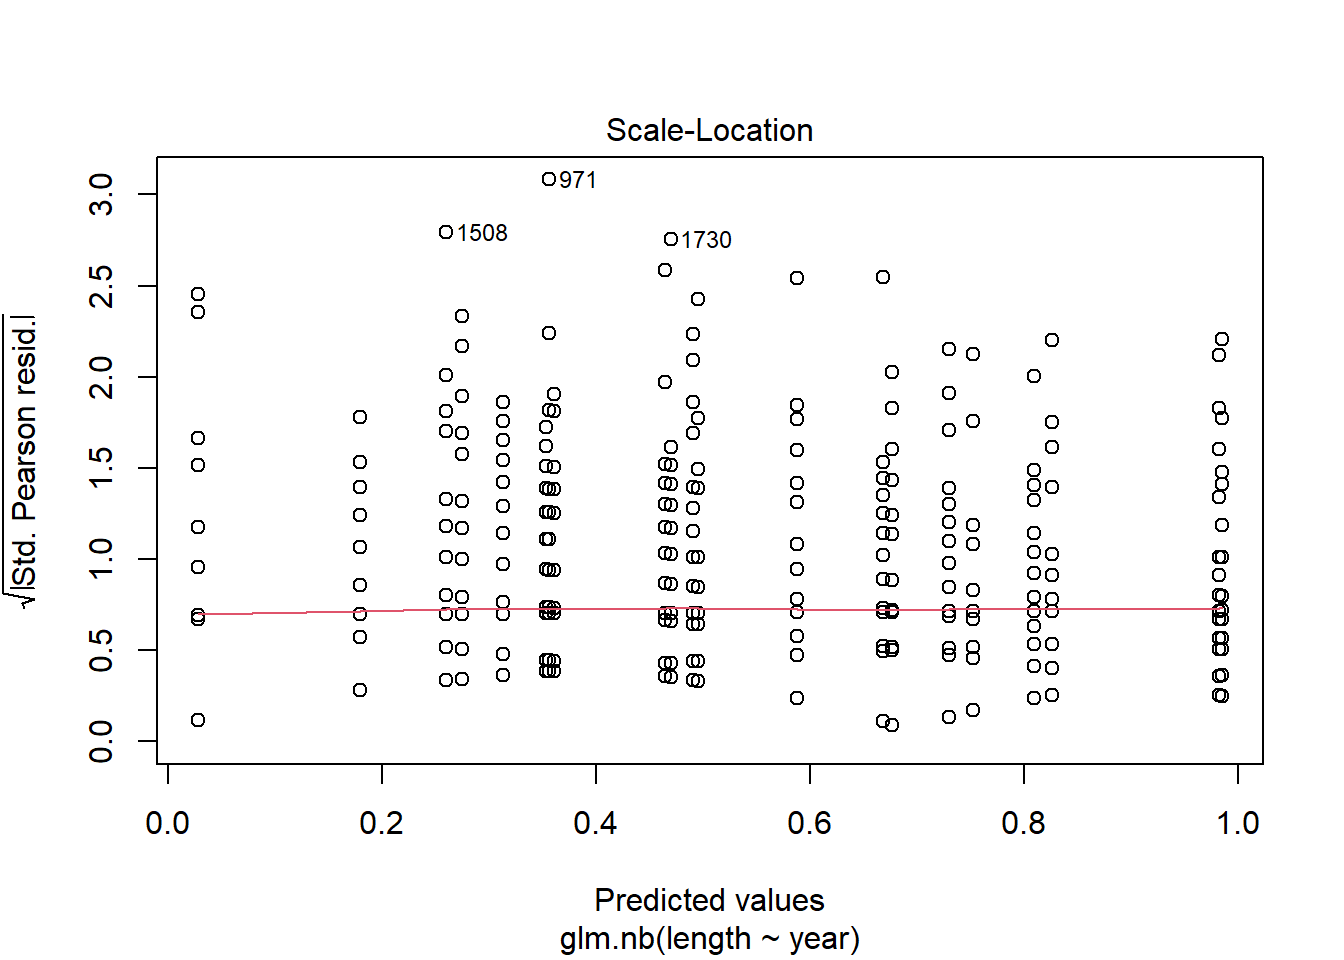 Scale-Location
√|Std. Pearson resid.|
3.0
2.5
2.0
1.5
1.0
0.5
0.0
971
1508
1730
0.0 0.2 0.4 0.6 0.8 1.0
Predicted values
glm.nb(length ~ year)